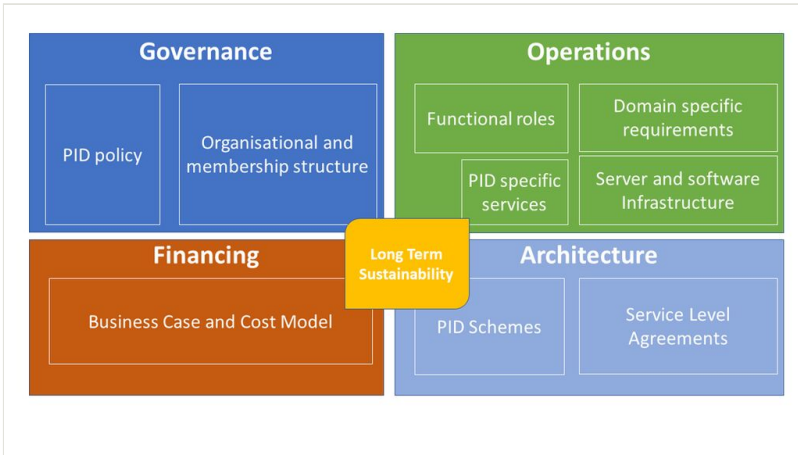 Governance
PID policy
Organisational and
membership structure
Operations
Functional roles
Domain specific
requirements
PID specific
services
Server and software
Infrastructure
Long Term
Sustainability
Financing
Business Case and Cost Model
Architecture
PID Schemes
Service Level
Agreements